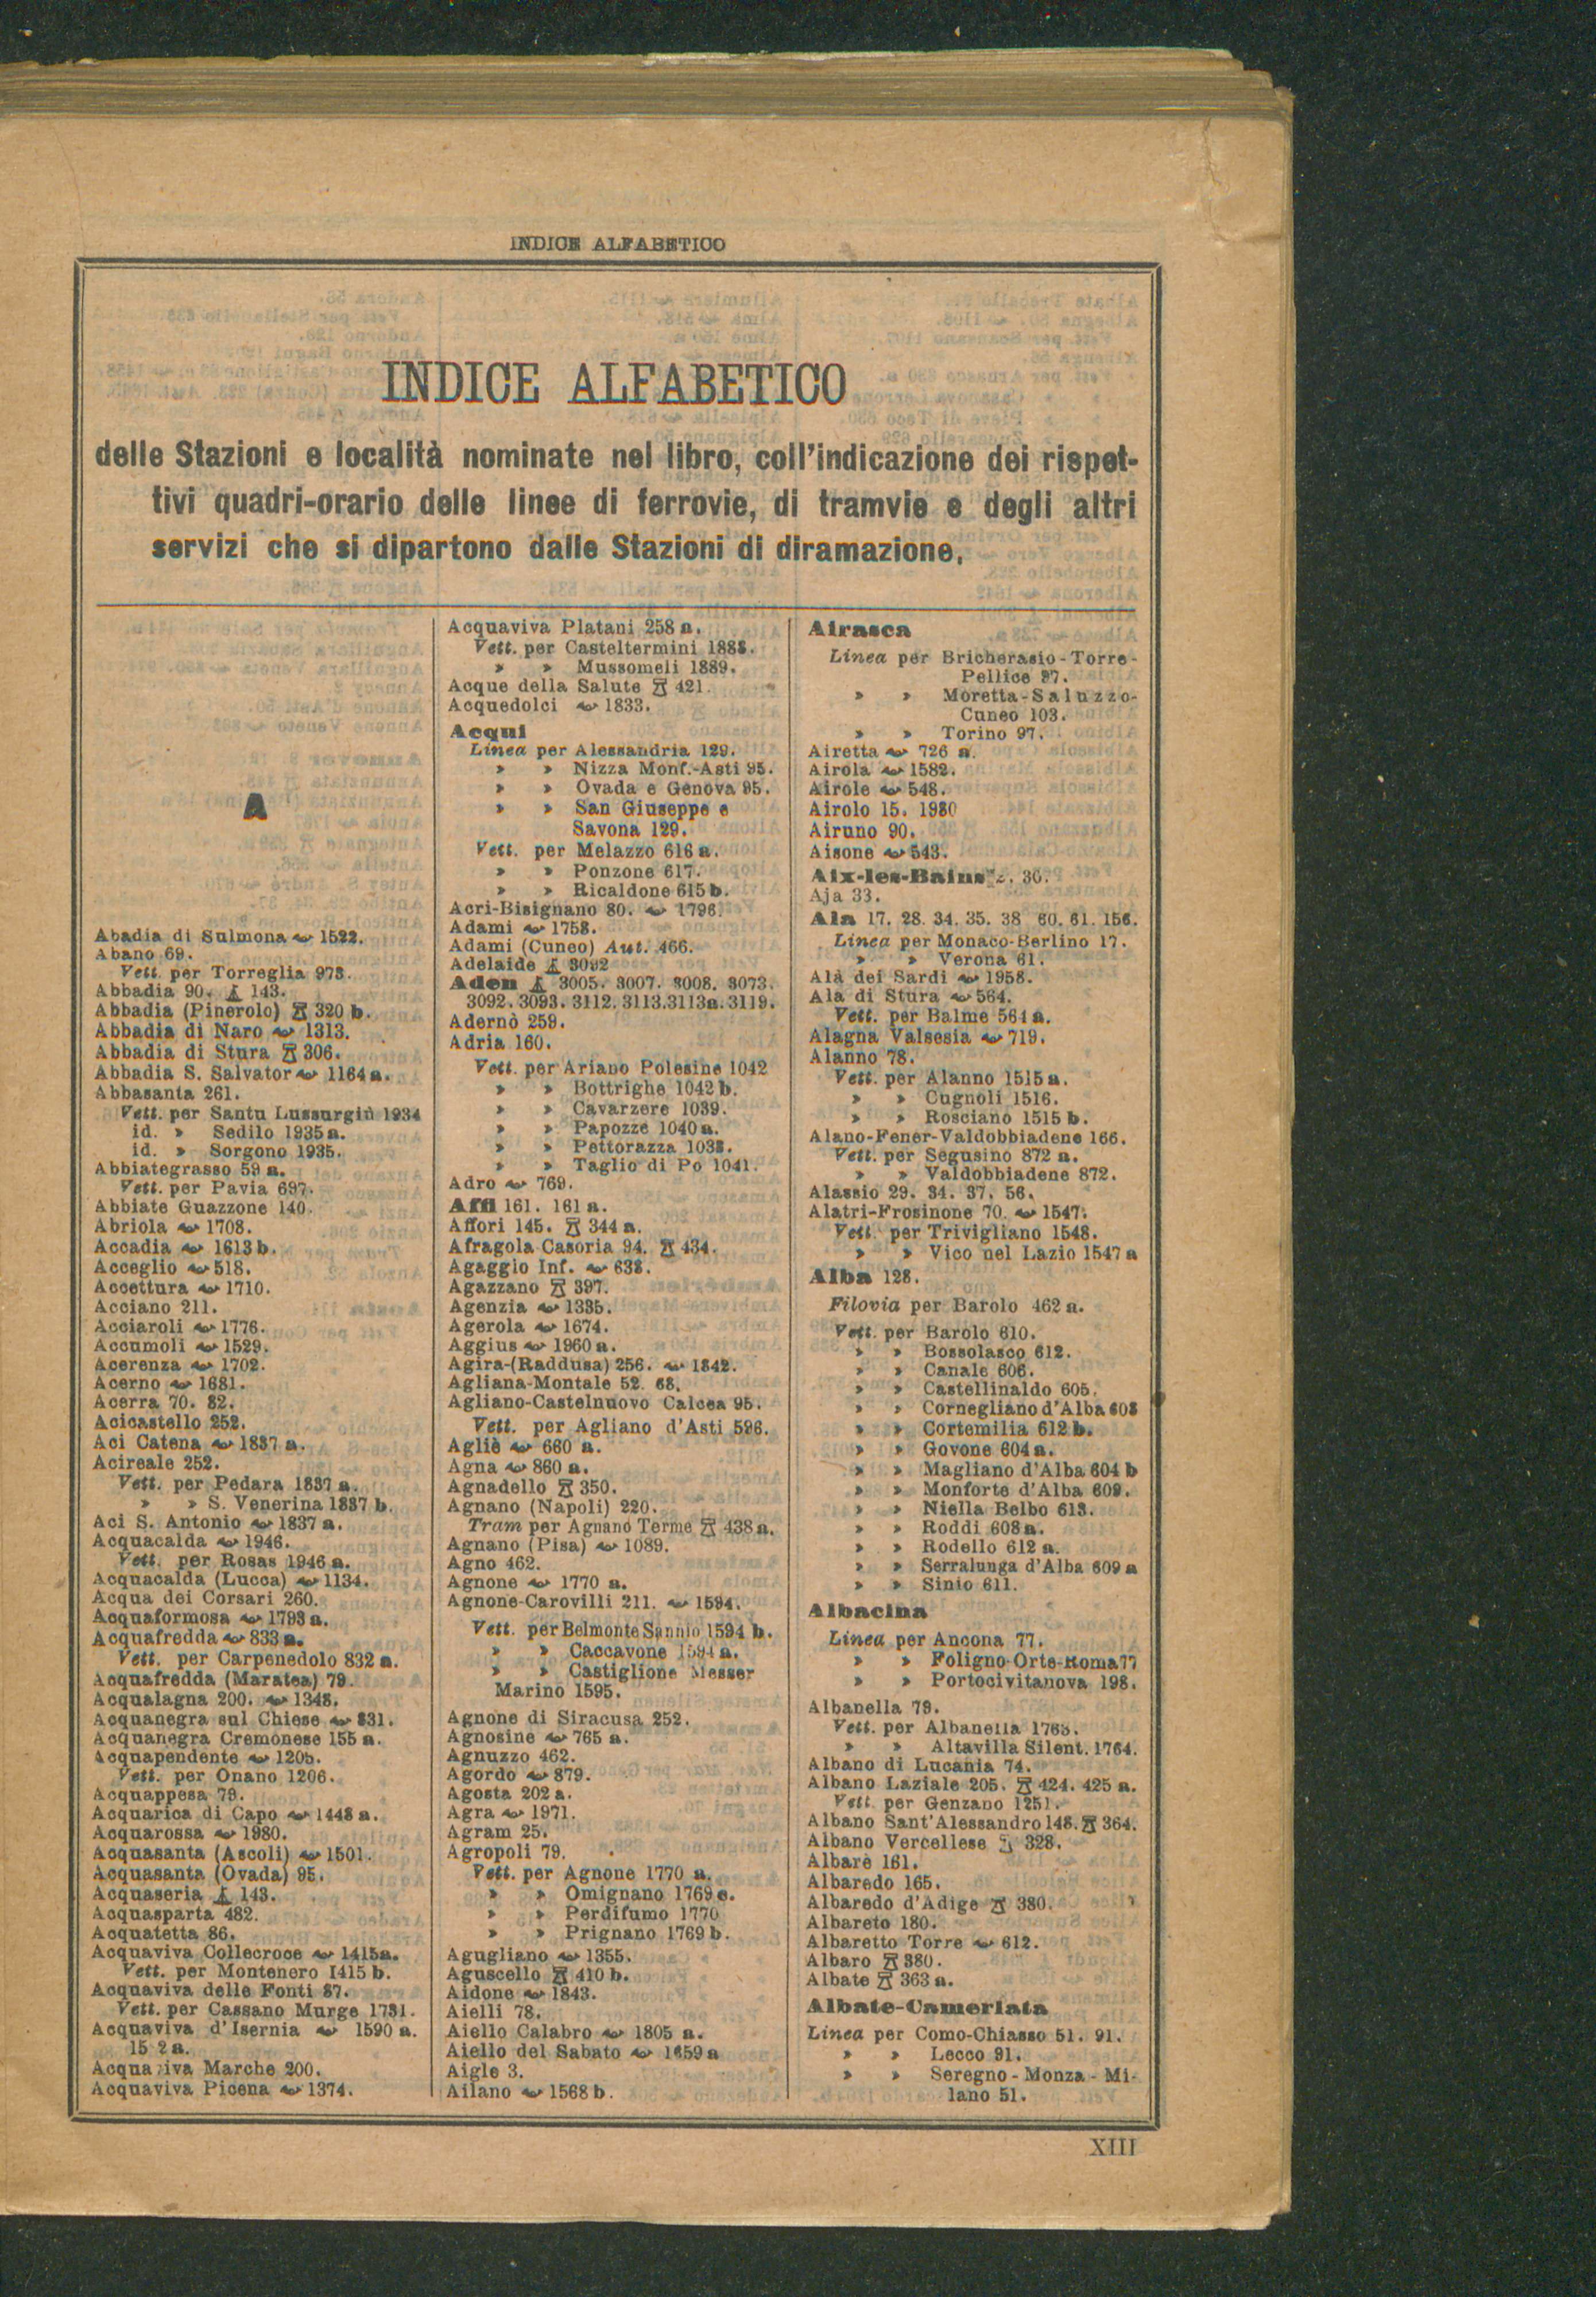 INDICE ALFABETICO
INDICE ALFABETICO
delle Stazioni e località nominate nel libro, coll'indicazione dei rispet-
tivi quadri-orario delle linee di ferrovie, di tramvie e degli altri
servizi che si dipartono dalle Stazioni di diramazione.
A
Abadia di Sulmona 1522.
Abano 69.
Vett. per Torreglia 973.
Abbadia 90. 143.
Abbadia (Pinerolo) 320 b.
Abbadia di Naro 1313.
Abbadia di Stura 306.
Abbadia S. Salvator 1164 a.
Abbasanta 261.
Vett. per Santu Lussurgiu 1934
id. » Sedilo 1935 a.
id. » Sorgono 1935.
Abbiategrasso 59 a.
Vett. per Pavia 697.
Abbiate Guazzone 140.
Abriola 1708.
Accadia 1613 b.
Acceglio 518.
Accettura 1710.
Acciano 211.
Acciaroli 1776.
Accumoli 1529.
Acerenza 1702.
Acerno 1681.
Acerra 70. 82.
Acicastello 252.
Aci Catena 1837 a.
Acireale 252.
Vett. per Pedara 1837 a.
» » S. Venerina 1837 b.
Aci S. Antonio 1837 a.
Acquacalda 1946.
Vett. per Rosas 1946 a.
Acquacalda (Lucca) 1134.
Acqua dei Corsari 260.
Acquaformosa 1793 a.
Acquafredda 833 a.
Vett. per Carpenedolo 832 a.
Acquafredda (Maratea) 79.
Acqualagna 200. 1348.
Acquanegra sul Chiese 831.
Acquanegra Cremonese 155 a.
Acquapendente 1205.
Vett. per Onano 1206.
Acquappesa 79.
Acquarica di Capo 1448 a.
Acquarossa 1980.
Acquasanta (Ascoli) 1501.
Acquasanta (Ovada) 95.
Acquaseria 143.
Acquasparta 482.
Acquatetta 86.
Acquaviva Collecroce 1415a.
Vett. per Montenero 1415 b.
Acquaviva delle Fonti 87.
Vett. per Cassano Murge 1731.
Acquaviva d'Isernia 1590 a.
15 2 a.
Acqua iva Marche 200.
Acquaviva Picena 1374.
Acquaviva Platani 258 a.
Vett. per Casteltermini 1888.
» » Mussomeli 1889.
Acque della Salute 421.
Acquedolci 1833.
Acqui
Linea per Alessandria 129.
» » Nizza Monf.-Asti 95.
» » Ovada e Genova 95.
» » San Giuseppe e
Savona 129.
Vett. per Melazzo 616 a.
» » Ponzone 617.
» » Ricaldone 615 b.
Acri-Bisignano 80. 1796.
Adami 1758.
Adami (Cuneo) Aut. 466.
Adelaide 3092
Aden 3005. 3007. 3008. 3073.
3092. 3093. 3112. 3113.3113a. 3119.
Adernò 259.
Adria 160.
Vett. per Ariano Polesine 1042
» » Bottrighe 1042 b.
» » Cavarzere 1039.
» » Papozze 1040 a.
» » Pettorazza 1038.
» » Taglio di Po 1041.
Adro 769.
Affi 161. 161 a.
Affori 145. 344 a.
Afragola-Casoria 94. 434.
Agaggio Inf. 638.
Agazzano 397.
Agenzia 1335.
Agerola 1674.
Aggius 1960 a.
Agira-(Raddusa) 256. 1842.
Agliana-Montale 52. 68.
Agliano-Castelnuovo Calcea 95.
Vett. per Agliano d'Asti 596.
Agliè 660 a.
Agna 860 a.
Agnadello 350.
Agnano (Napoli) 220.
Tram per Agnano Terme 438 a.
Agnano (Pisa) 1089.
Agno 462.
Agnone 1770 a.
Agnone-Carovilli 211. 1594.
Vett. per Belmonte Sannio 1594 b.
» » Caccavone 1594 a.
» » Castiglione Messer
Marino 1595.
Agnone di Siracusa 252.
Agnosine 765 a.
Agnuzzo 462.
Agordo 879.
Agosta 202 a.
Agra 1971.
Agram 25.
Agropoli 79.
Vett. per Agnone 1770 a.
» » Omignano 1769 e.
» » Perdifumo 1770
» » Prignano 1769 b.
Agugliano 1355.
Aguscello 410 b.
Aidone 1843.
Aielli 78.
Aiello Calabro 1805 a.
Aiello del Sabato 1659 a
Aigle 3.
Ailano 1568 b.
Airasca
Linea per Bricherasio-Torre-
Pellice 97.
» » Moretta-Saluzzo-
Cuneo 103.
» » Torino 97.
Airetta 726 a.
Airola 1582.
Airole 548.
Airolo 15. 1980
Airuno 90.
Aisone 543.
Aix-les-Bains 2. 36.
Aja 33.
Ala 17. 28. 34. 35. 38 60. 61. 156.
Linea per Monaco-Berlino 17.
» » Verona 61.
Alà dei Sardi 1958.
Ala di Stura 564.
Vett. per Balme 564 a.
Alagna Valsesia 719.
Alanno 78.
Vett. per Alanno 1515 a.
» » Cugnoli 1516.
» » Rosciano 1515 b.
Alano-Fener-Valdobbiadene 166.
Vett. per Segusino 872 a.
» » Valdobbiadene 872.
Alassio 29. 34. 37. 56.
Alatri-Frosinone 70. 1547.
Vett. per Trivigliano 1548.
» » Vico nel Lazio 1547 a
Alba 128.
Filovia per Barolo 462 a.
Vett. per Barolo 610.
» » Bossolasco 612.
» » Canale 606.
» » Castellinaldo 605.
» » Cornegliano d'Alba 608
» » Cortemilia 612 b.
» » Govone 604 a.
» » Magliano d'Alba 604 b
» » Monforte d'Alba 609.
» » Niella Belbo 613.
» » Roddi 608 a.
» » Rodello 612 a.
» » Serralunga d'Alba 609 a
» » Sinio 611.
Albacina
Linea per Ancona 77.
» » Foligno-Orte-Roma 77
» » Portocivitanova 198.
Albanella 79.
Vett. per Albanella 1763.
» » Altavilla Silent. 1764.
Albano di Lucania 74.
Albano Laziale 205. 424. 425 a.
Vett. per Genzano 1251.
Albano Sant'Alessandro 148. 364.
Albano Vercellese 328.
Albarè 161.
Albaredo 165.
Albaredo d'Adige 380.
Albareto 180.
Albaretto Torre 612.
Albaro 380.
Albate 363 a.
Albate-Camerlata
Linea per Como-Chiasso 51. 91.
» » Lecco 91.
» » Seregno - Monza - Mi-
lano 51.
XIII